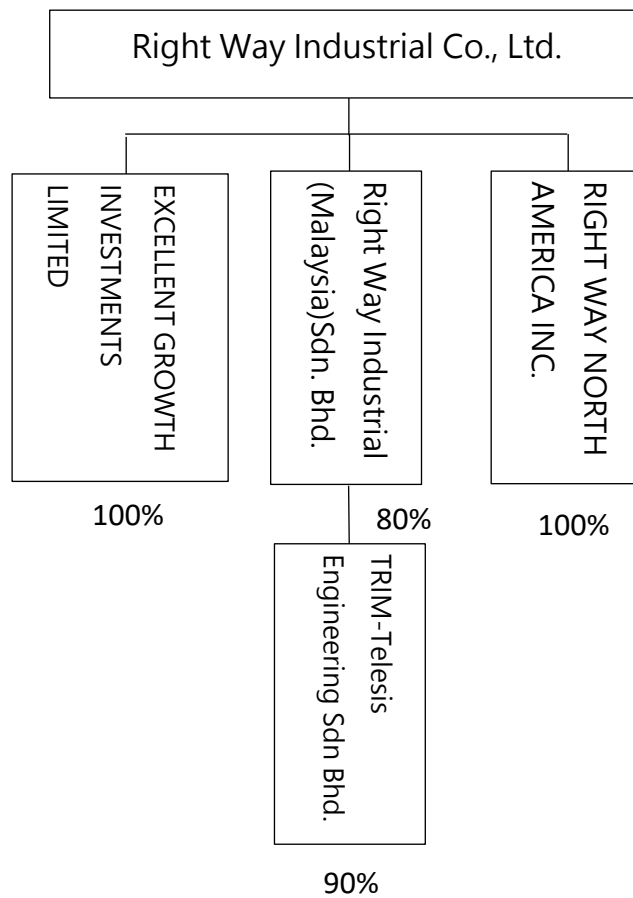 Right Way Industrial Co., Ltd.
EXCELLENT GROWTH
INVESTMENTS
LIMITED
100%
Right Way Industrial
(Malaysia)Sdn. Bhd.
80%
RIGHT WAY NORTH
AMERICA INC.
100%
TRIM-Telesis
Engineering Sdn Bhd.
90%